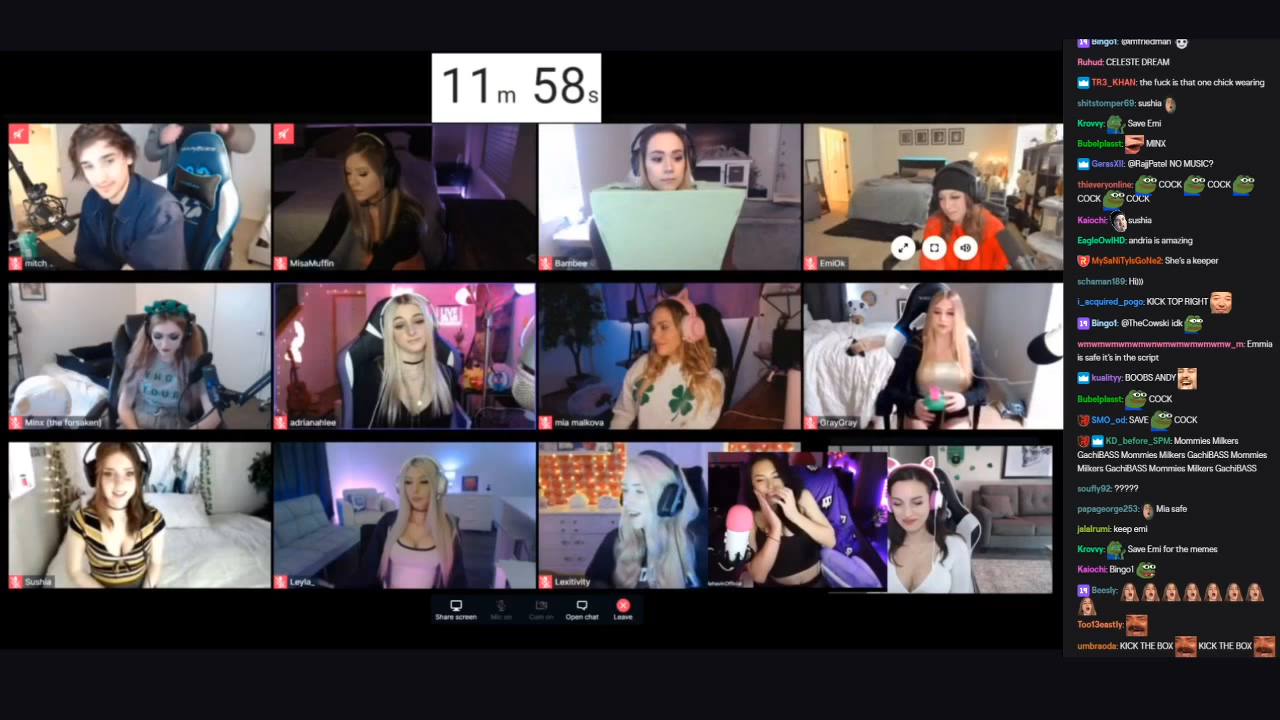 11m 58s
mitch ..
MisaMuffin
Bambee
EmiOk
Minx (the forsaken)
LIVE
adrianahlee
mia malkova
GrayGray
Sushia
Leyla_
Lexitivity
Share screen
Mic on
Cam on
Open chat
Leave
Bingo1: @imfriedman
Ruhud: CELESTE DREAM
TR3_KHAN: the fuck is that one chick wearing
shitstomper69: sushia
Krovvy: Save Emi
Bubelplasst: MINX
GerasXII: @RajjPatel NO MUSIC?
thieveryonline: COCK COCK
COCK COCK
Kaiochi: sushia
EagleOwlHD: andria is amazing
MySaNiTyIsGoNe2: She's a keeper
schaman189: Hi)))
i_acquired_pogo: KICK TOP RIGHT
Bingo1: @TheCowski idk
wmwmwmwmwmwmwmwmwmwmwmw_m: Emmia
is safe it's in the script
kualityy: BOOBS ANDY
Bubelplasst: COCK
SMO_od: SAVE COCK
KD_before_SPM: Mommies Milkers
GachiBASS Mommies Milkers GachiBASS Mommies
Milkers GachiBASS Mommies Milkers GachiBASS
soufly92: ?????
papageorge253: Mia safe
jalalrumi: keep emi
Krovvy: Save Emi for the memes
Kaiochi: Bingo1
Beesly:
Too13eastly:
umbraoda: KICK THE BOX KICK THE BOX